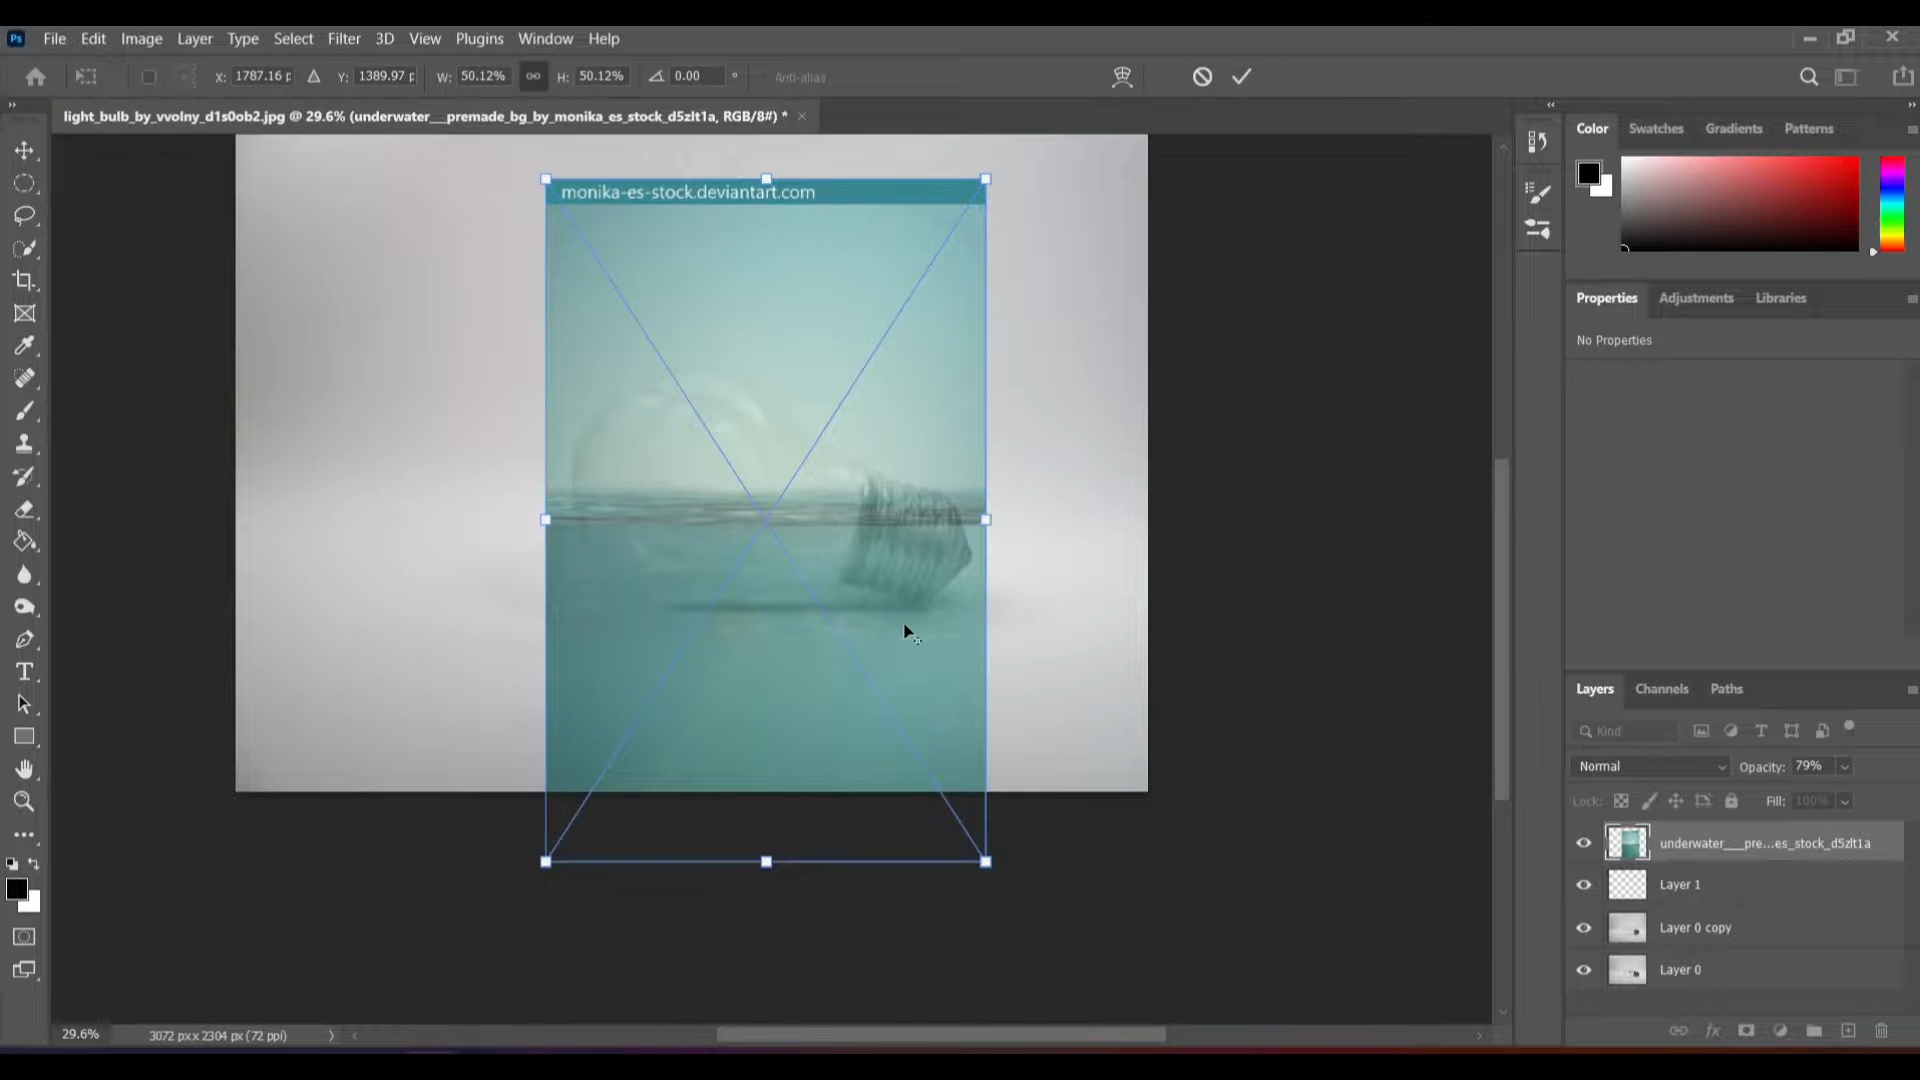 Ps File Edit Image Layer Type Select Filter 3D View Plugins Window Help
X: 1787.16 p Y: 1389.97 p W: 50.12% H: 50.12% 0.00 ° Anti-alias
light_bulb_by_vvolny_d1s0ob2.jpg @ 29.6% (underwater__premade_bg_by_monika_es_stock_d5zlt1a, RGB/8#) *
monika-es-stock.deviantart.com
Color Swatches Gradients Patterns
Properties Adjustments Libraries
No Properties
Layers Channels Paths
Kind
Normal Opacity: 79%
Lock: Fill: 100%
underwater___pre...es_stock_d5zlt1a
Layer 1
Layer 0 copy
Layer 0
fx
29.6% 3072 px x 2304 px (72 ppi)